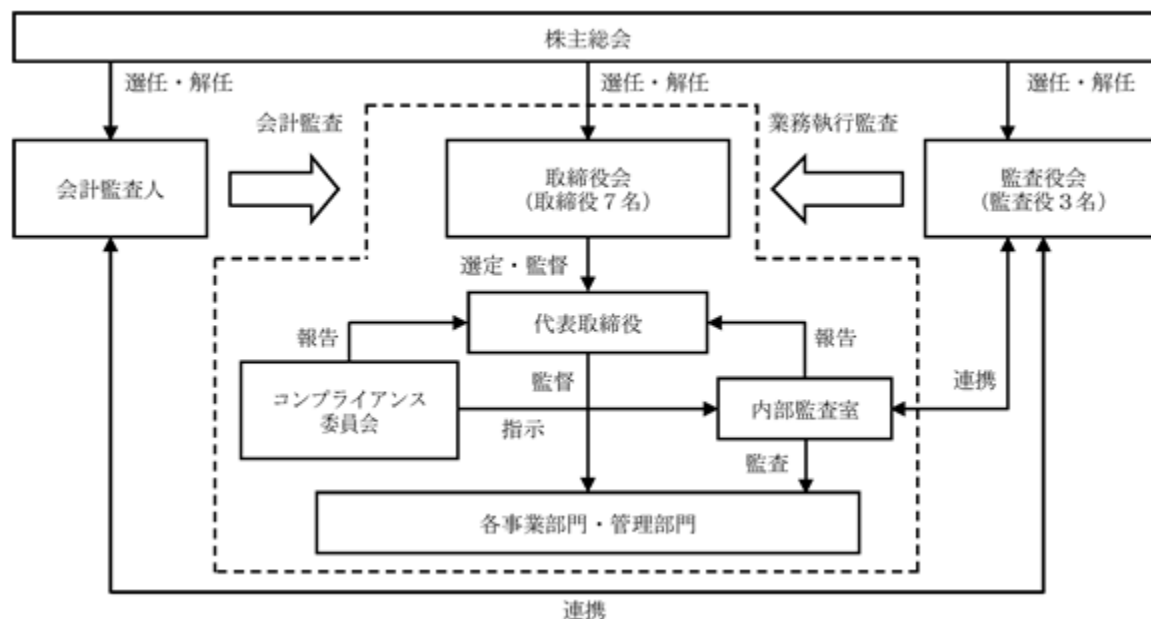 株主総会
選任・解任
選任・解任
選任・解任
会計監査
業務執行監査
会計監査人
取締役会
(取締役7名)
監査役会
(監査役3名)
選定・監督
代表取締役
報告
報告
監督
連携
コンプライアンス
委員会
内部監査室
指示
監査
各事業部門・管理部門
連携